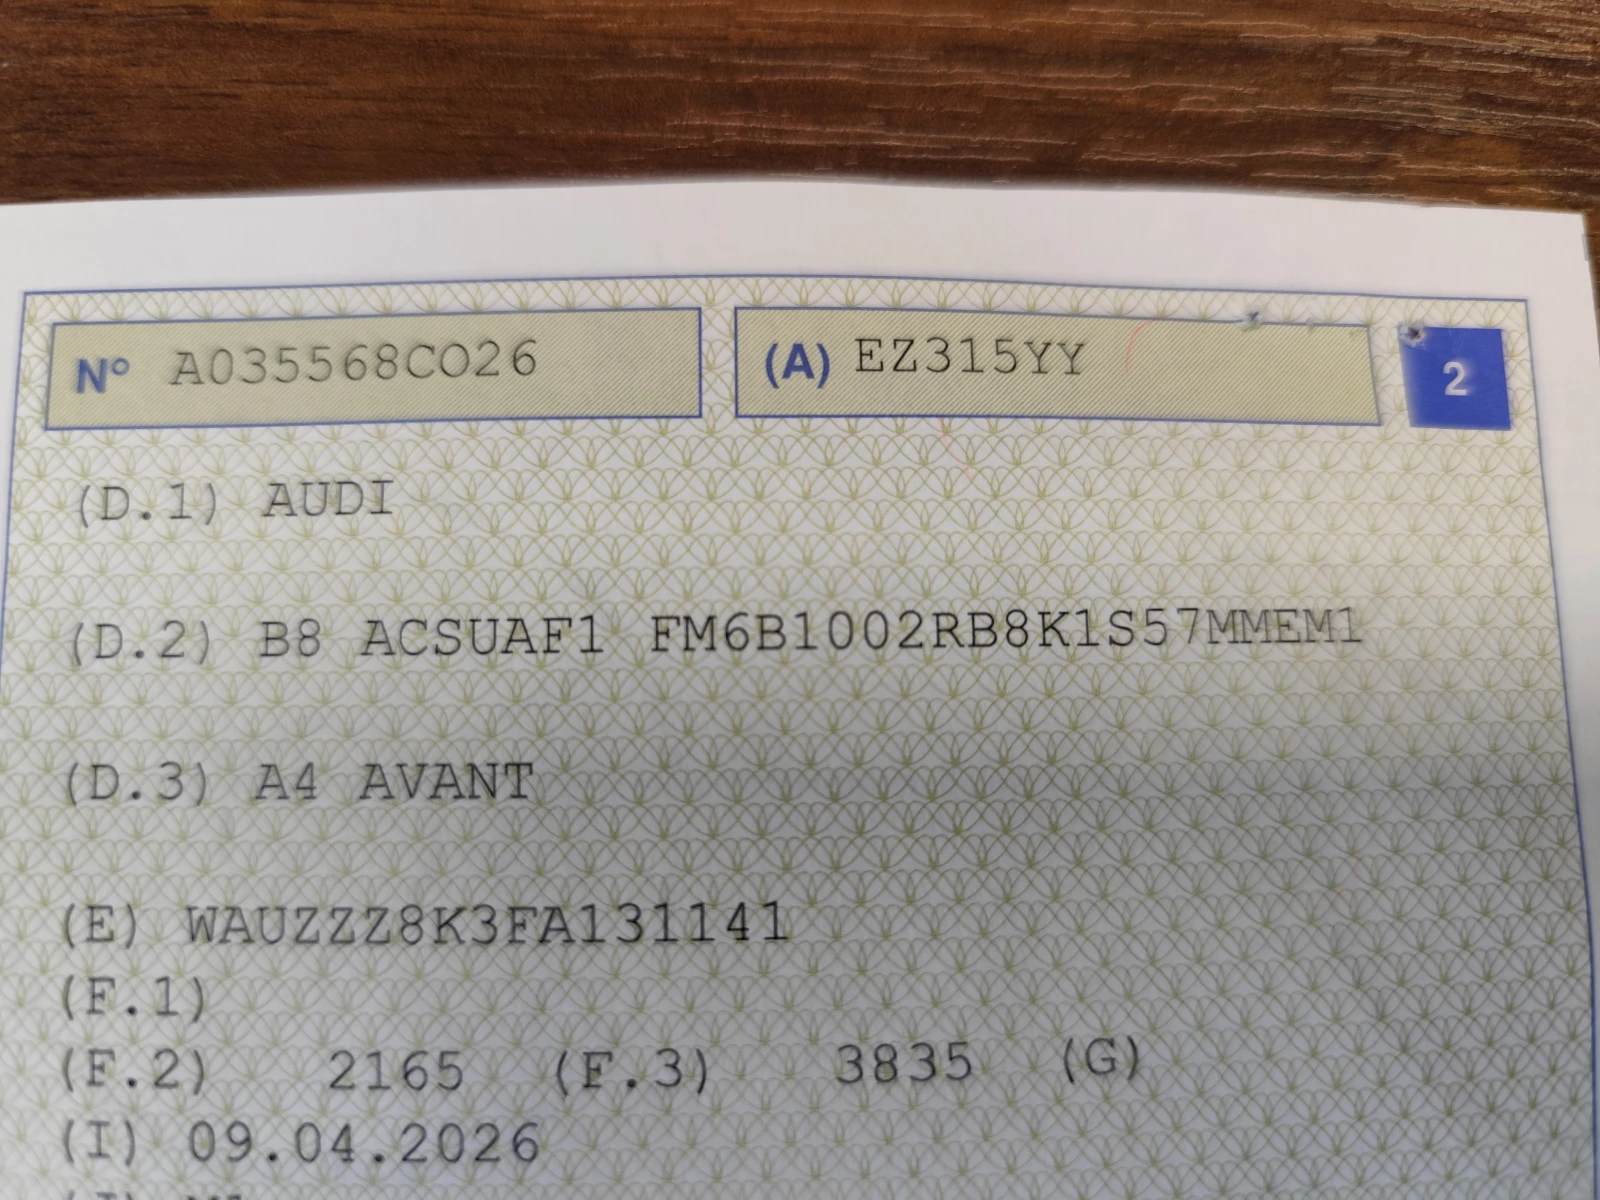 N° A035568CO26 (A) EZ315YY 2
(D.1) AUDI
(D.2) B8 ACSUAF1 FM6B1002RB8K1S57MMEM1
(D.3) A4 AVANT
(E) WAUZZZ8K3FA131141
(F.1)
(F.2) 2165 (F.3) 3835 (G)
(I) 09.04.2026